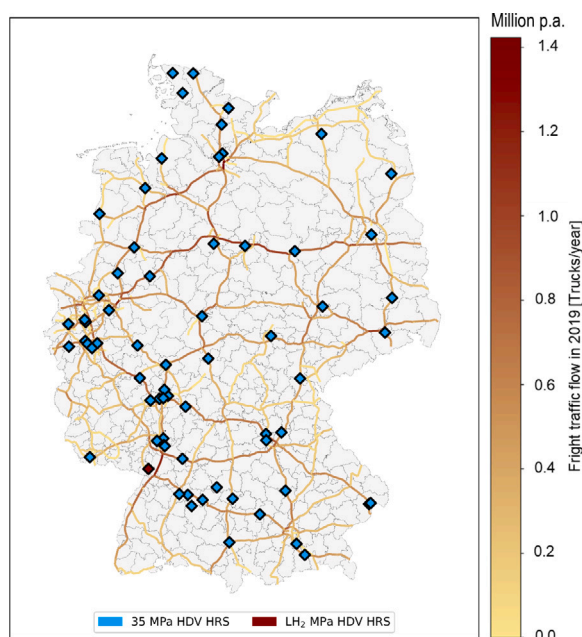 Million p.a.
1.4
1.2
1.0
0.8
0.6
0.4
0.2
0.0
Fright traffic flow in 2019 [Trucks/year]
35 MPa HDV HRS
LH₂ MPa HDV HRS